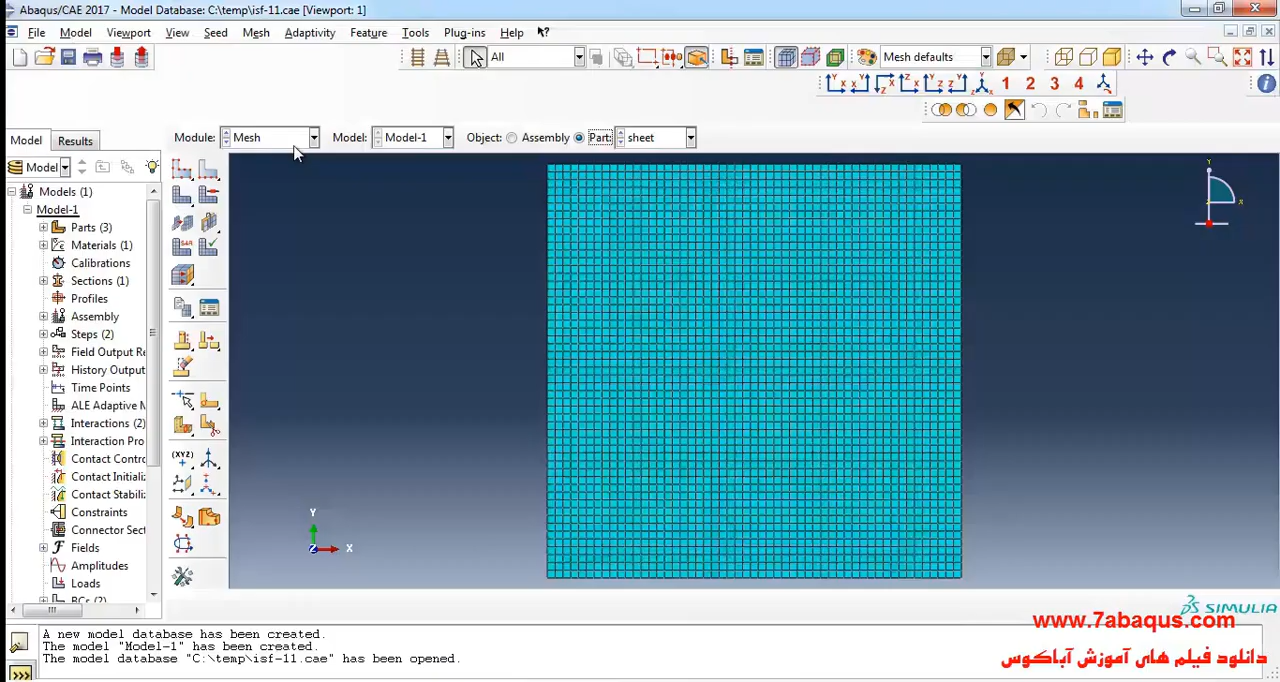 Abaqus/CAE 2017 - Model Database: C:\temp\isf-11.cae [Viewport: 1]
File Model Viewport View Seed Mesh Adaptivity Feature Tools Plug-ins Help
All
Mesh defaults
1 2 3 4
Model Results Module: Mesh Model: Model-1 Object: Assembly Part: sheet
Model
Models (1)
Model-1
Parts (3)
Materials (1)
Calibrations
Sections (1)
Profiles
Assembly
Steps (2)
Field Output Re
History Output
Time Points
ALE Adaptive M
Interactions (2)
Interaction Pro
Contact Contro
Contact Initializ
Contact Stabiliz
Constraints
Connector Sect
Fields
Amplitudes
Loads
BCs (2)
(XYZ)
Y
X
Y
X
Z
SIMULIA
A new model database has been created.
The model "Model-1" has been created.
The model database "C:\temp\isf-11.cae" has been opened.
www.7abaqus.com
دانلود فیلم های آموزش آباکوس